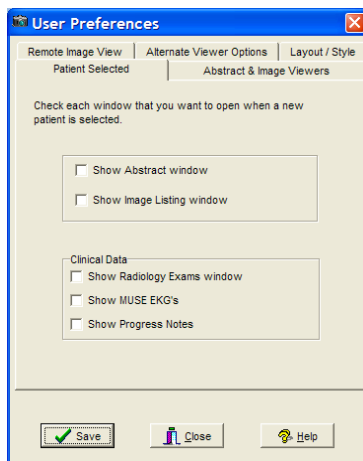 User Preferences
Remote Image View
Alternate Viewer Options
Layout / Style
Patient Selected
Abstract & Image Viewers
Check each window that you want to open when a new
patient is selected.
Show Abstract window
Show Image Listing window
Clinical Data
Show Radiology Exams window
Show MUSE EKG's
Show Progress Notes
Save
Close
Help